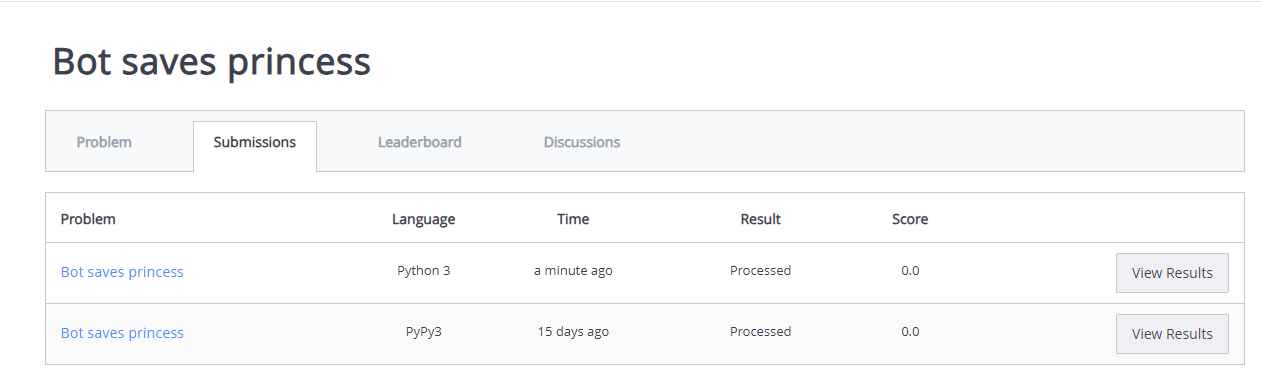 Bot saves princess
Problem Submissions Leaderboard Discussions
Problem Language Time Result Score
Bot saves princess Python 3 a minute ago Processed 0.0 View Results
Bot saves princess PyPy3 15 days ago Processed 0.0 View Results